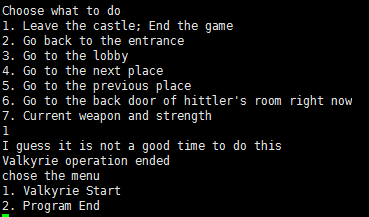 Choose what to do
1. Leave the castle; End the game
2. Go back to the entrance
3. Go to the lobby
4. Go to the next place
5. Go to the previous place
6. Go to the back door of hittler's room right now
7. Current weapon and strength
1
I guess it is not a good time to do this
Valkyrie operation ended
chose the menu
1. Valkyrie Start
2. Program End